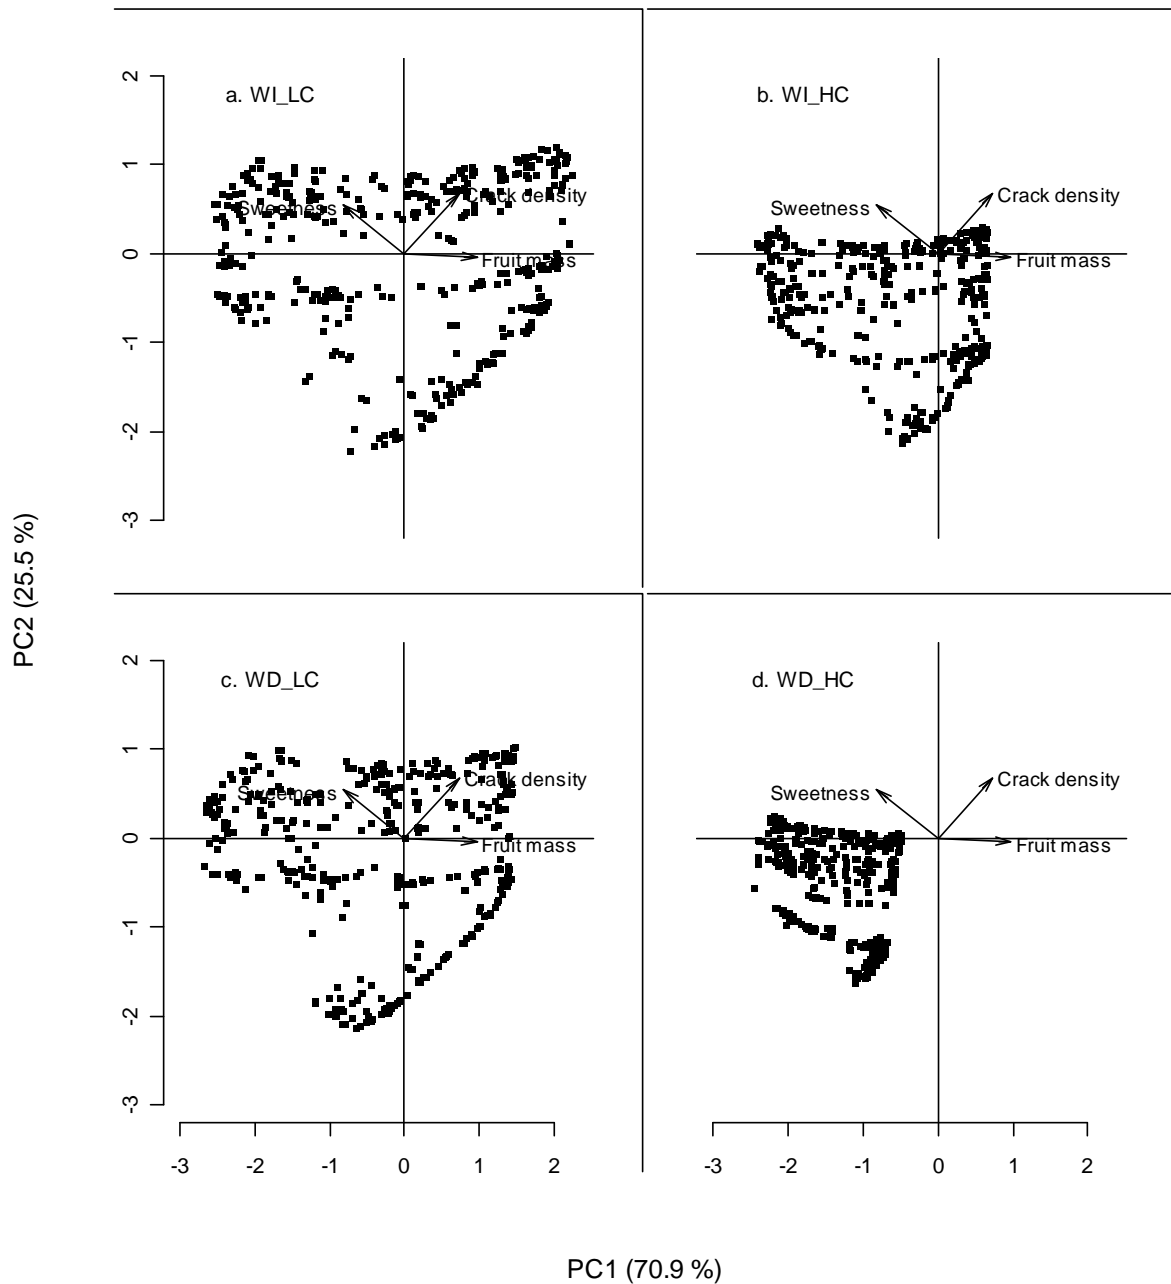 a. WI_LC
b. WI_HC
2
1
0
-1
-2
-3
Sweetness
Crack density
Fruit mass
Sweetness
Crack density
Fruit mass
PC2 (25.5 %)
c. WD_LC
d. WD_HC
2
1
0
-1
-2
-3
Sweetness
Crack density
Fruit mass
Sweetness
Crack density
Fruit mass
-3 -2 -1 0 1 2
-3 -2 -1 0 1 2
PC1 (70.9 %)